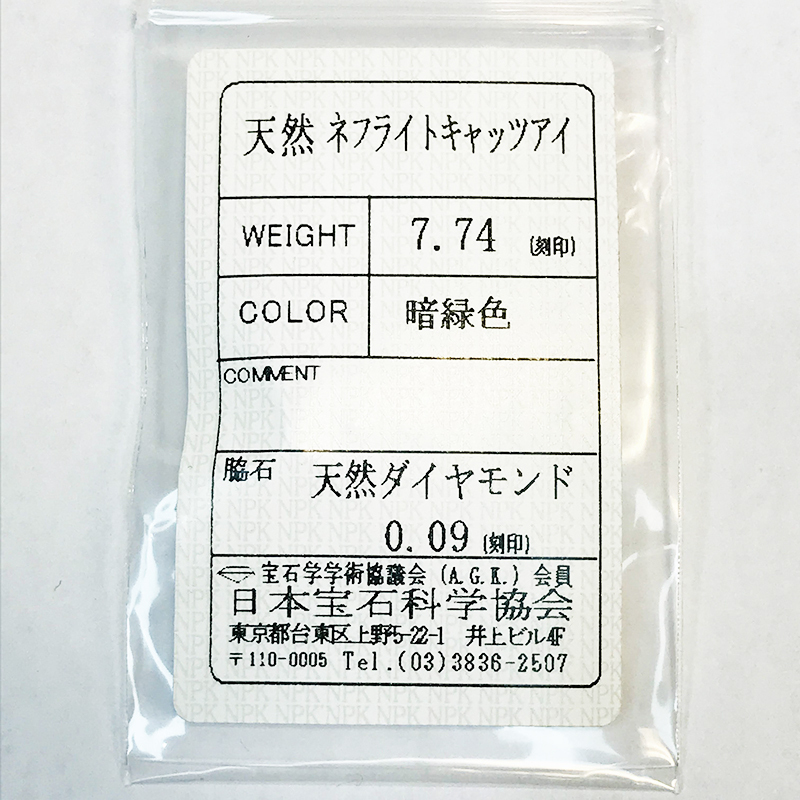 天然 ネフライトキャッツアイ
WEIGHT 7.74 (刻印)
COLOR 暗緑色
COMMENT
脇石 天然ダイヤモンド
0.09 (刻印)
宝石学学術協議会 (A.G.K.) 会員
日本宝石科学協会
東京都台東区上野5-22-1 井上ビル4F
〒110-0005 Tel.(03)3836-2507